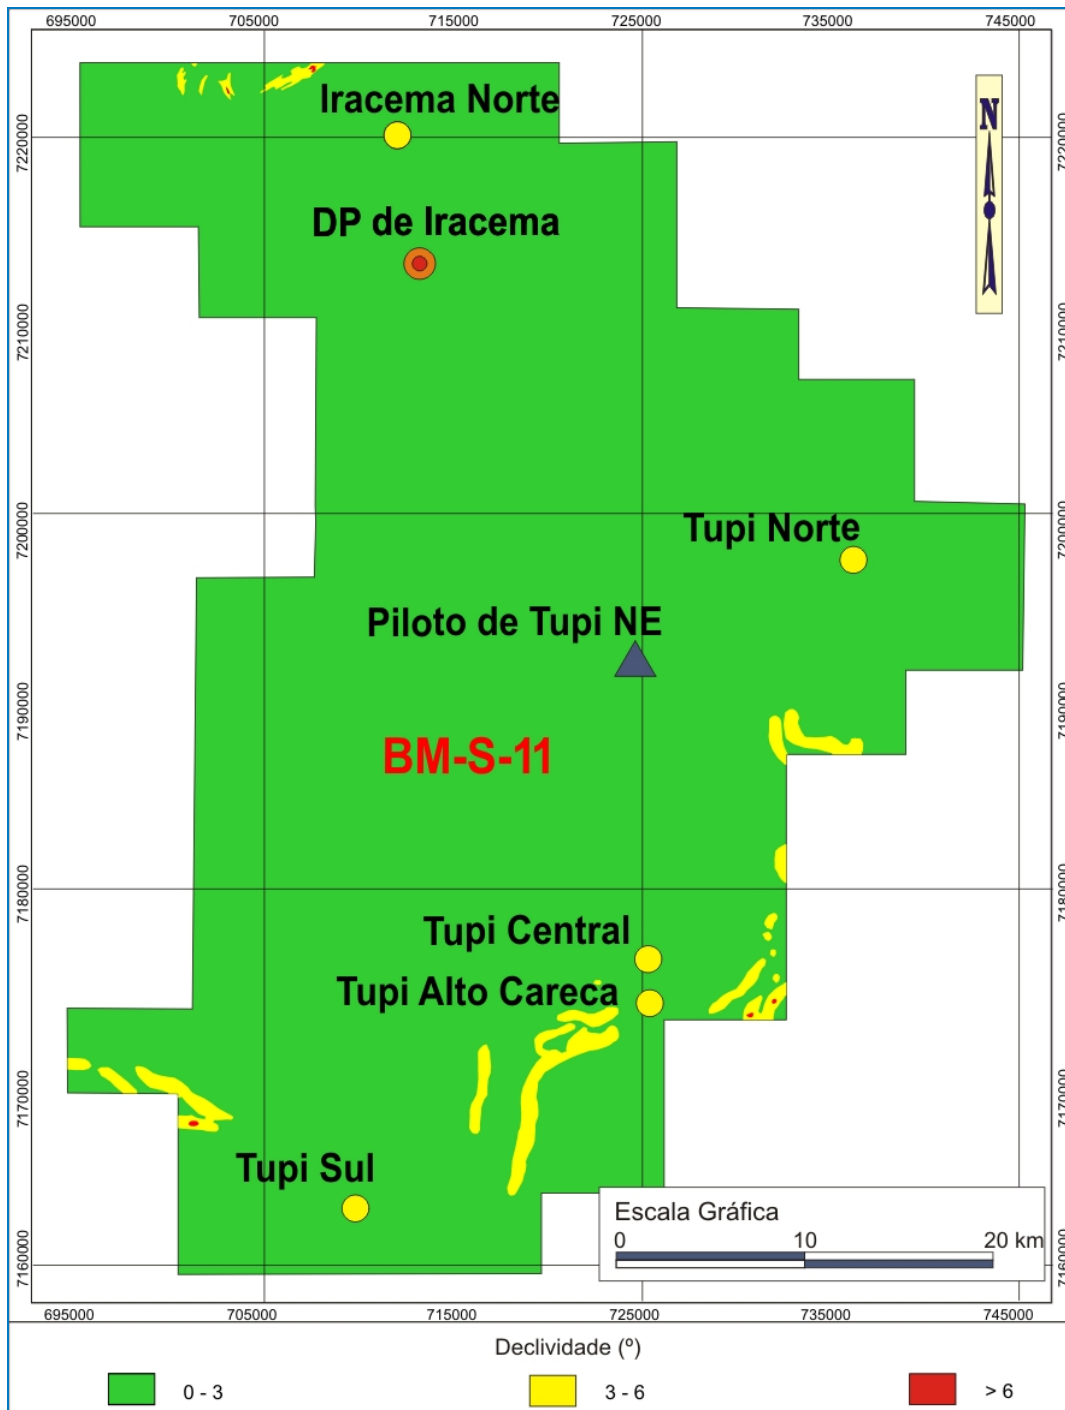 695000 705000 715000 725000 735000 745000
N
Iracema Norte
7220000 7220000
DP de Iracema
7210000 7210000
7200000 7200000
Tupi Norte
Piloto de Tupi NE
7190000 7190000
BM-S-11
7180000 7180000
Tupi Central
Tupi Alto Careca
7170000 7170000
Tupi Sul
Escala Gráfica
0 10 20 km
7160000 7160000
695000 705000 715000 725000 735000 745000
Declividade (º)
0 - 3 3 - 6 > 6